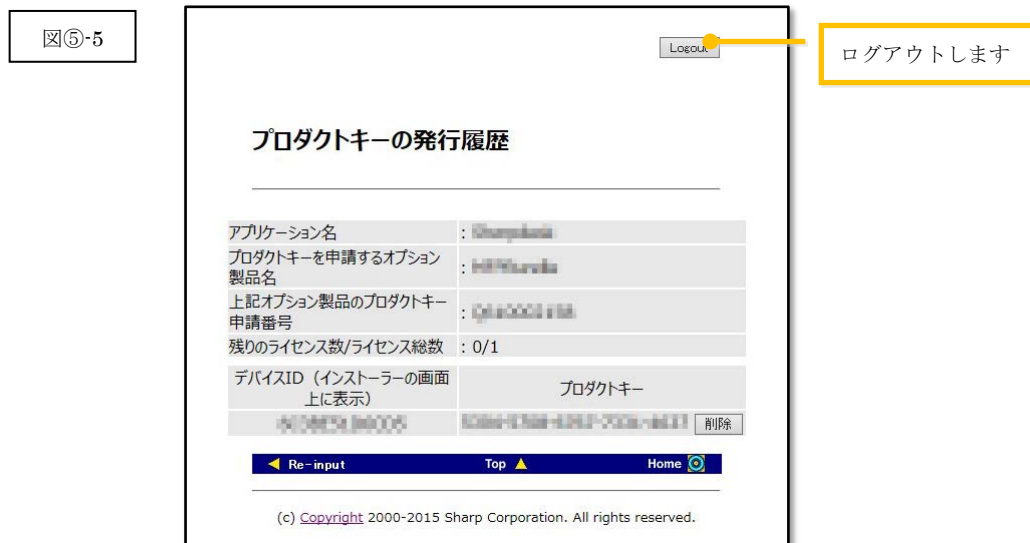 図⑤-5
Logout
ログアウトします
プロダクトキーの発行履歴
アプリケーション名 :
プロダクトキーを申請するオプション
製品名 :
上記オプション製品のプロダクトキー
申請番号 :
残りのライセンス数/ライセンス総数 : 0/1
デバイスID（インストーラーの画面
上に表示） プロダクトキー
削除
Re-input Top Home
(c) Copyright 2000-2015 Sharp Corporation. All rights reserved.